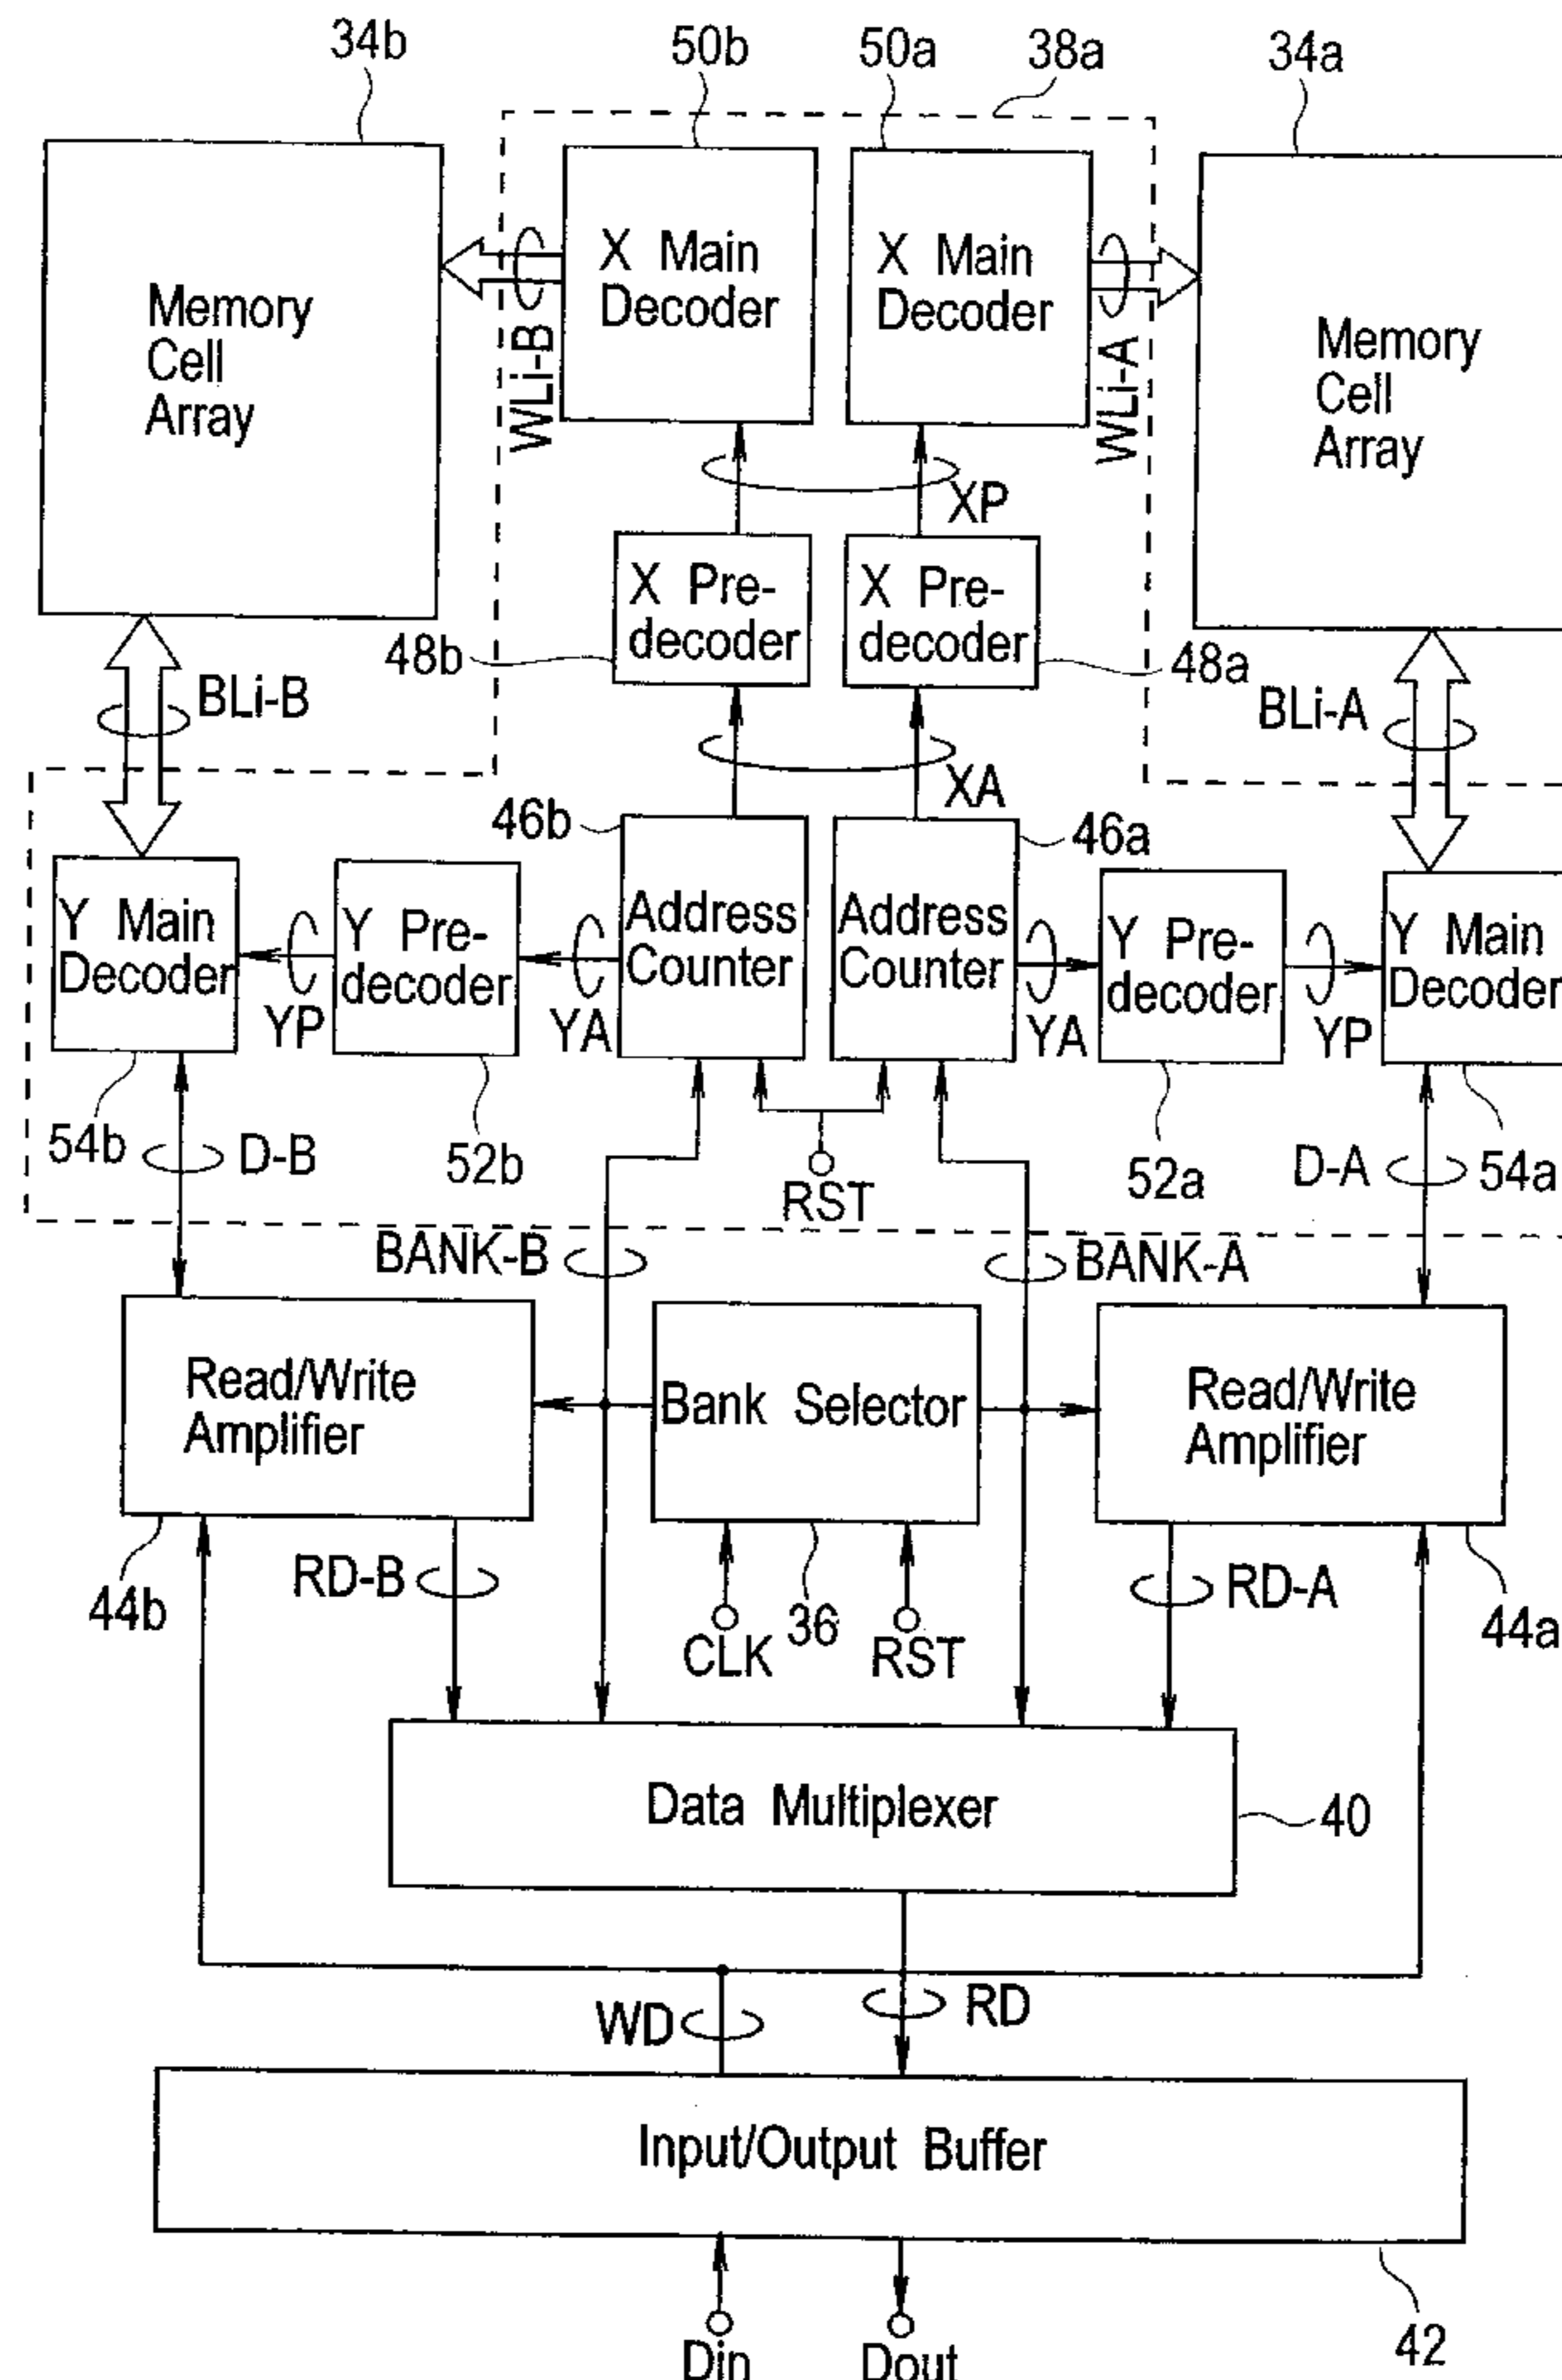 34b
50b
50a
38a
34a
Memory
Cell
Array
X Main
Decoder
X Main
Decoder
Memory
Cell
Array
WLi-B
WLi-A
XP
X Pre-
decoder
X Pre-
decoder
48b
48a
BLi-B
BLi-A
XA
46b
46a
Y Main
Decoder
YP
Y Pre-
decoder
YA
Address
Counter
Address
Counter
YA
Y Pre-
decoder
YP
Y Main
Decoder
54b
D-B
52b
RST
52a
D-A
54a
BANK-B
BANK-A
Read/Write
Amplifier
Bank Selector
Read/Write
Amplifier
44b
RD-B
CLK
36
RST
RD-A
44a
Data Multiplexer
40
WD
RD
Input/Output Buffer
Din
Dout
42